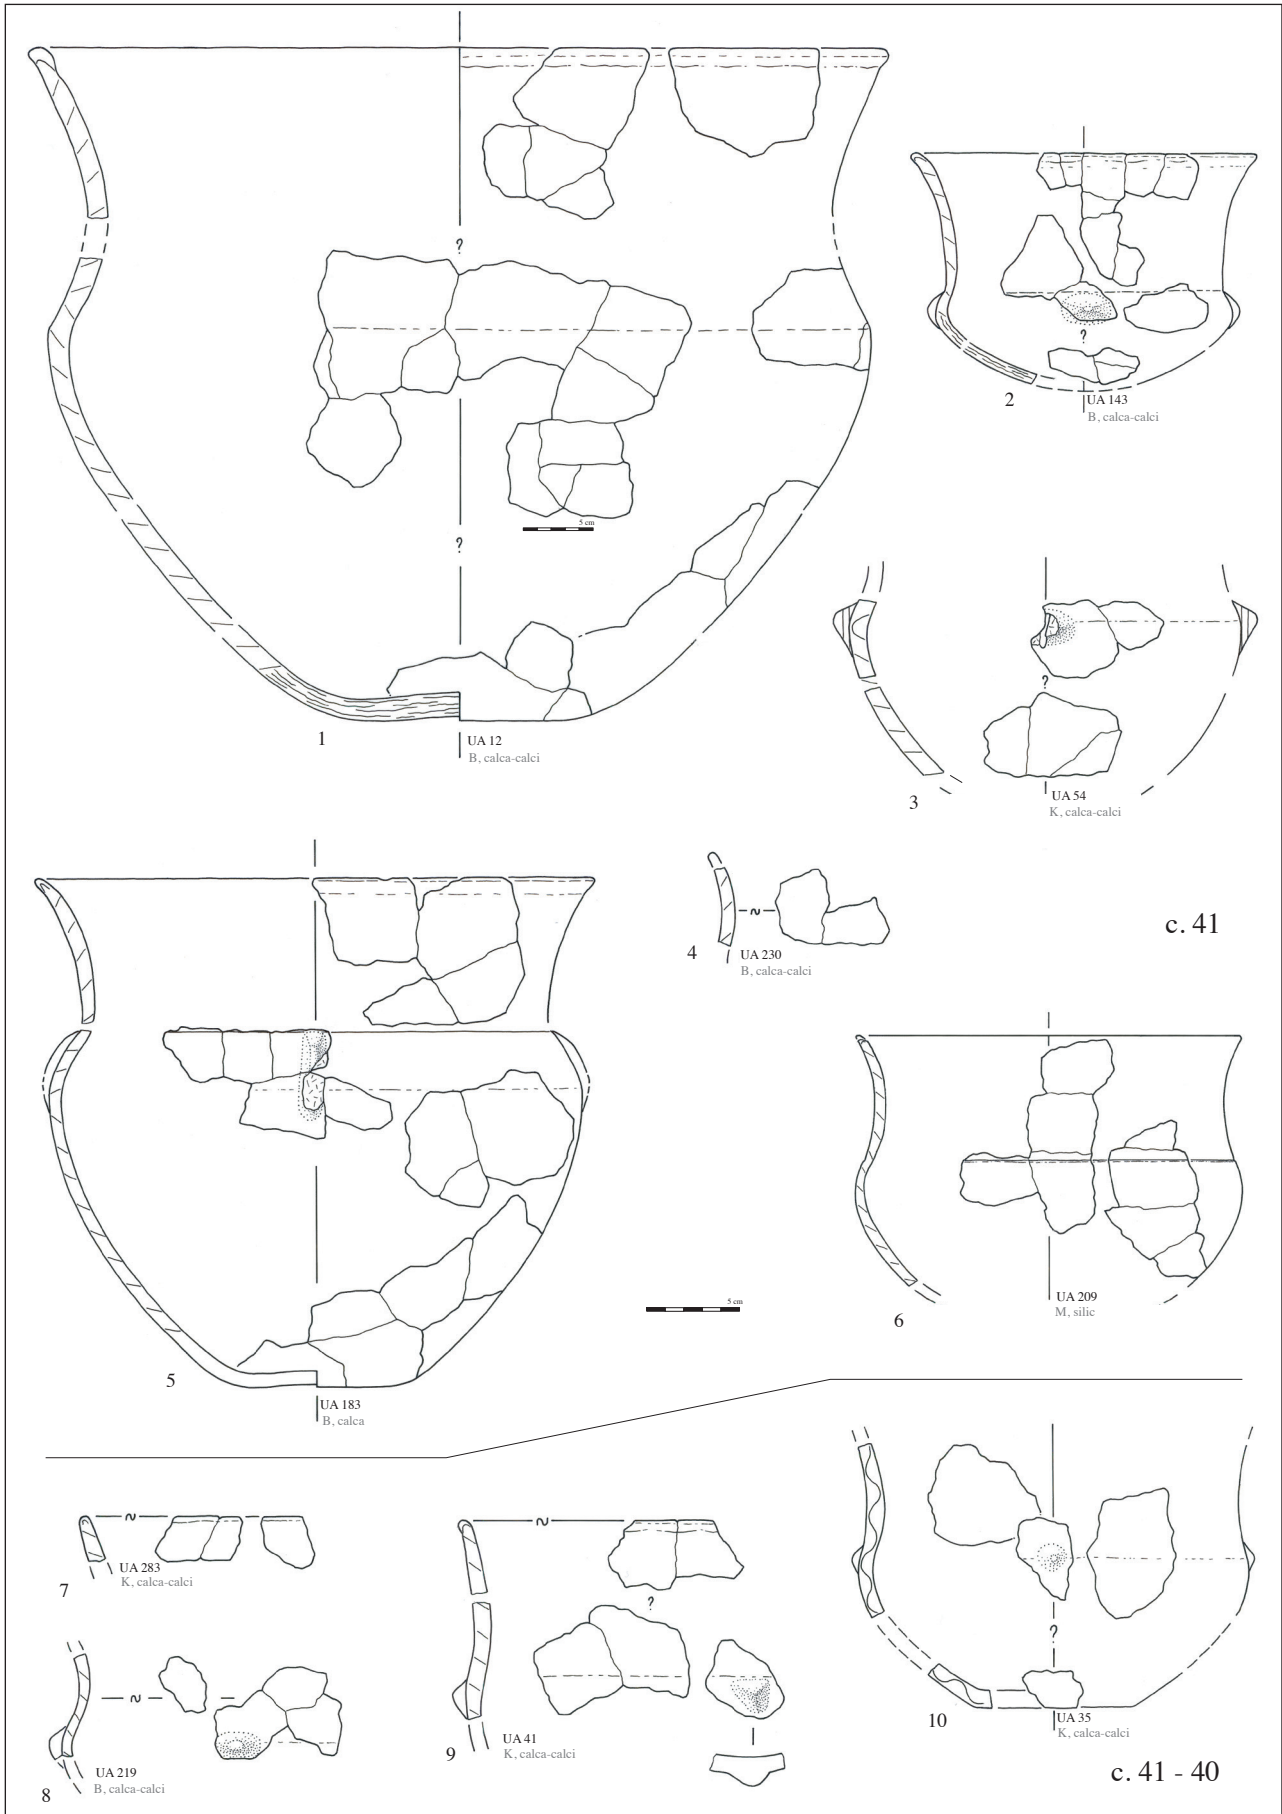 ?
?
5 cm
1
UA 12
B, calca-calci
?
2
UA 143
B, calca-calci
?
3
UA 54
K, calca-calci
4
UA 230
B, calca-calci
c. 41
5
UA 183
B, calca
5 cm
6
UA 209
M, silic
7
UA 283
K, calca-calci
8
UA 219
B, calca-calci
?
9
UA 41
K, calca-calci
?
10
UA 35
K, calca-calci
c. 41 - 40